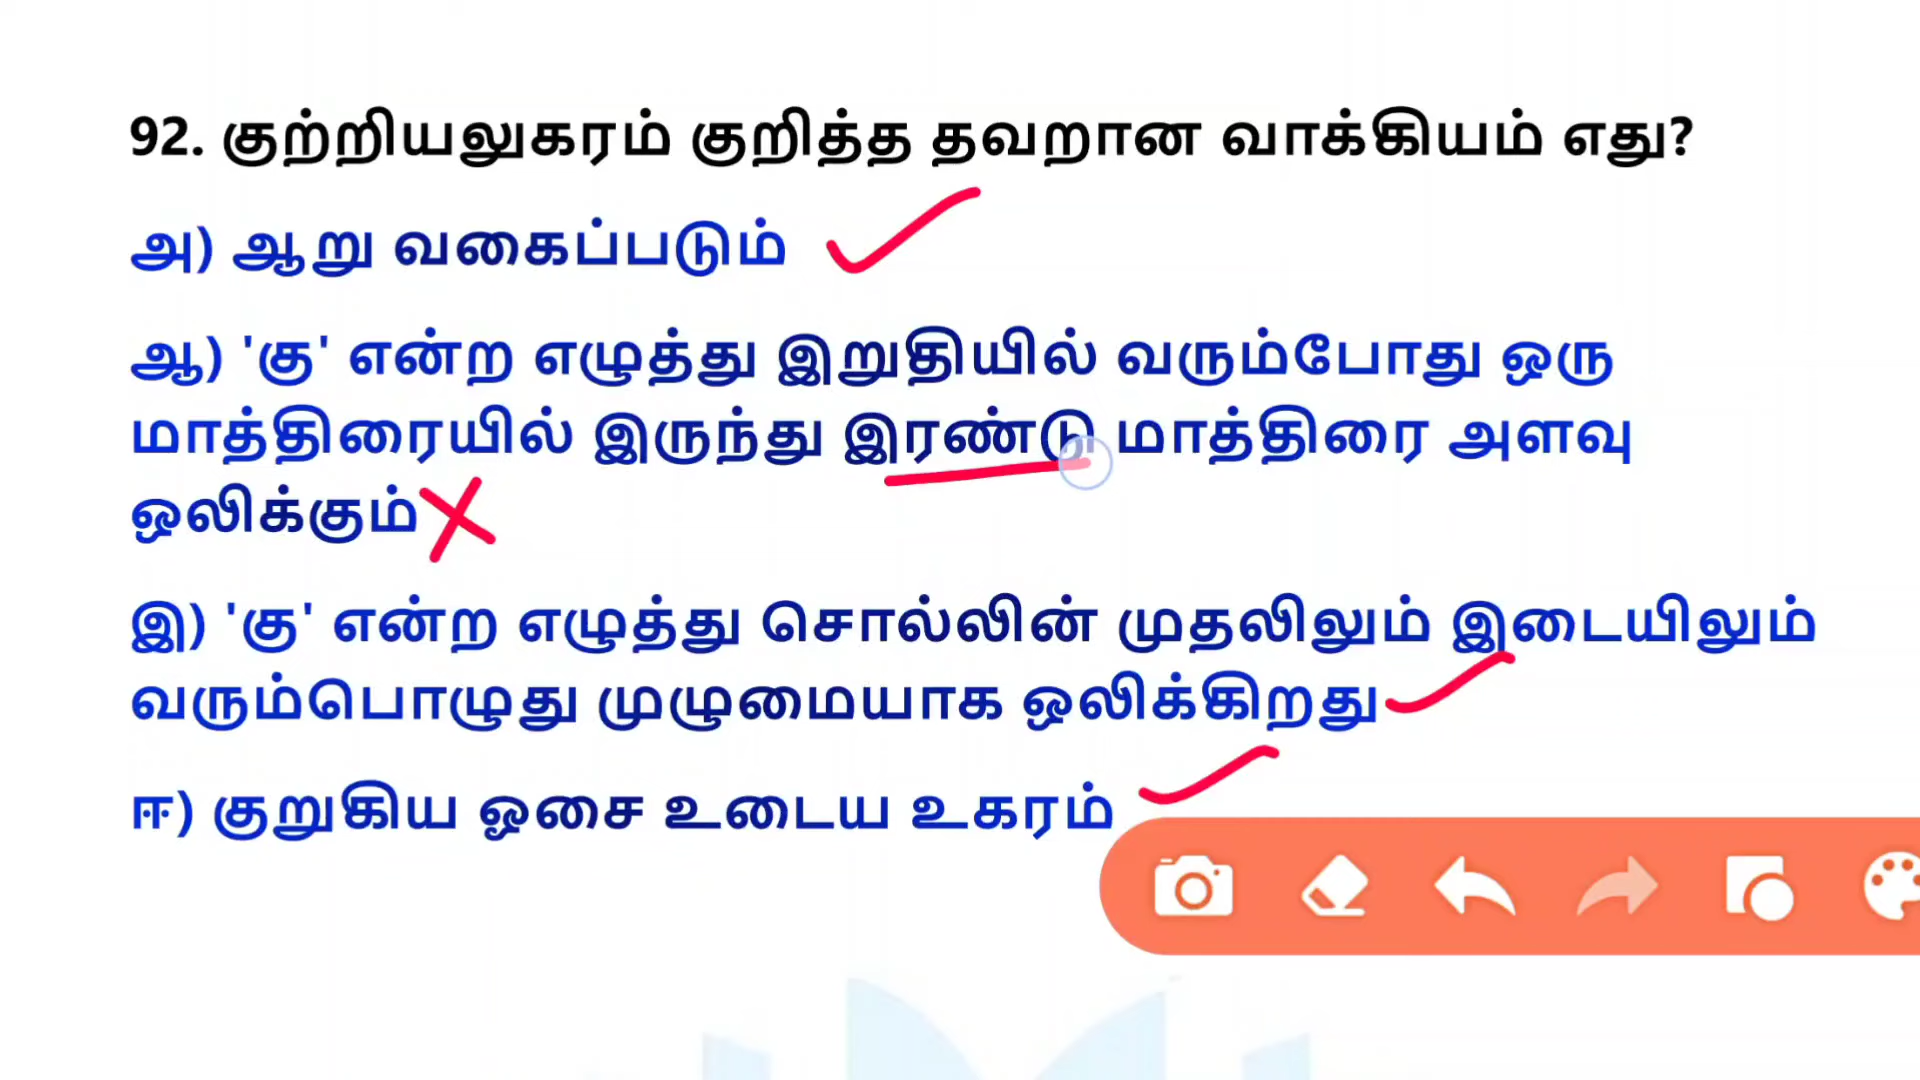 92. குற்றியலுகரம் குறித்த தவறான வாக்கியம் எது?
அ) ஆறு வகைப்படும்
ஆ) 'கு' என்ற எழுத்து இறுதியில் வரும்போது ஒரு
மாத்திரையில் இருந்து இரண்டு மாத்திரை அளவு
ஒலிக்கும்
இ) 'கு' என்ற எழுத்து சொல்லின் முதலிலும் இடையிலும்
வரும்பொழுது முழுமையாக ஒலிக்கிறது
ஈ) குறுகிய ஓசை உடைய உகரம்